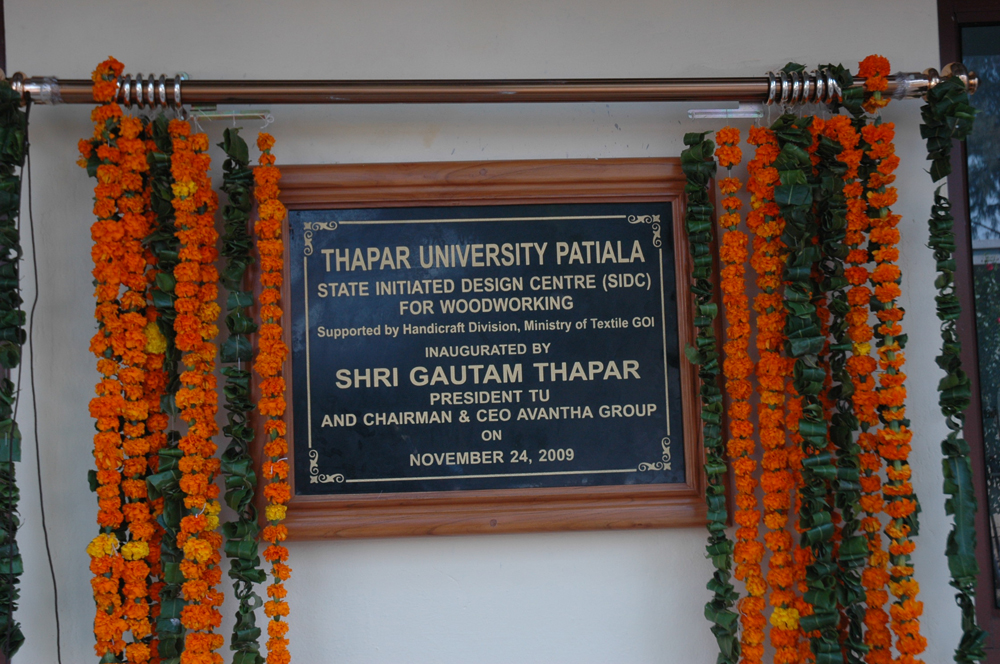 THAPAR UNIVERSITY PATIALA
STATE INITIATED DESIGN CENTRE (SIDC)
FOR WOODWORKING
Supported by Handicraft Division, Ministry of Textile GOI
INAUGURATED BY
SHRI GAUTAM THAPAR
PRESIDENT TU
AND CHAIRMAN & CEO AVANTHA GROUP
ON
NOVEMBER 24, 2009